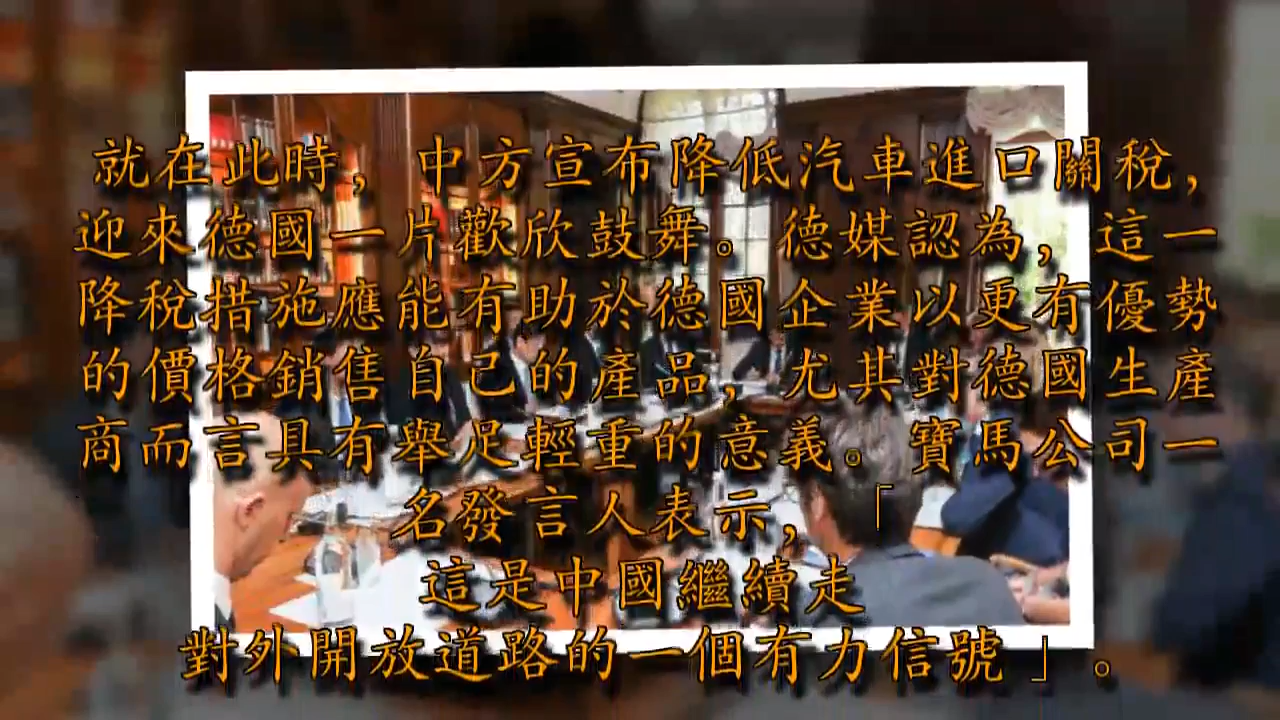 就在此時，中方宣布降低汽車進口關稅，
迎來德國一片歡欣鼓舞。德媒認為，這一
降稅措施應能有助於德國企業以更有優勢
的價格銷售自己的產品，尤其對德國生產
商而言具有舉足輕重的意義。寶馬公司一
名發言人表示，「
這是中國繼續走
對外開放道路的一個有力信號」。